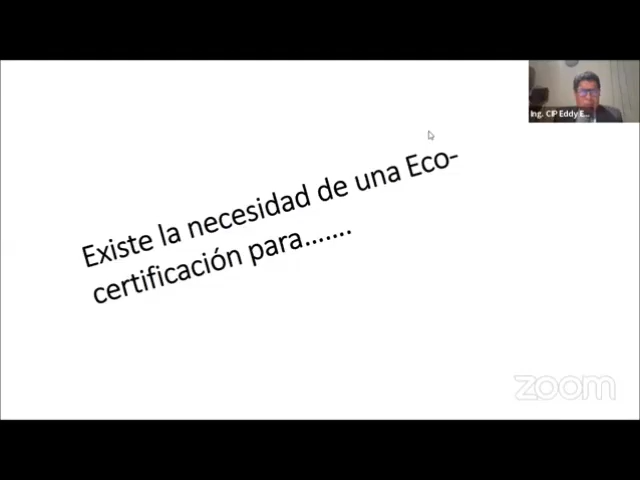 Ing. CIP Eddy E...
Existe la necesidad de una Eco-
certificación para.......
zoom